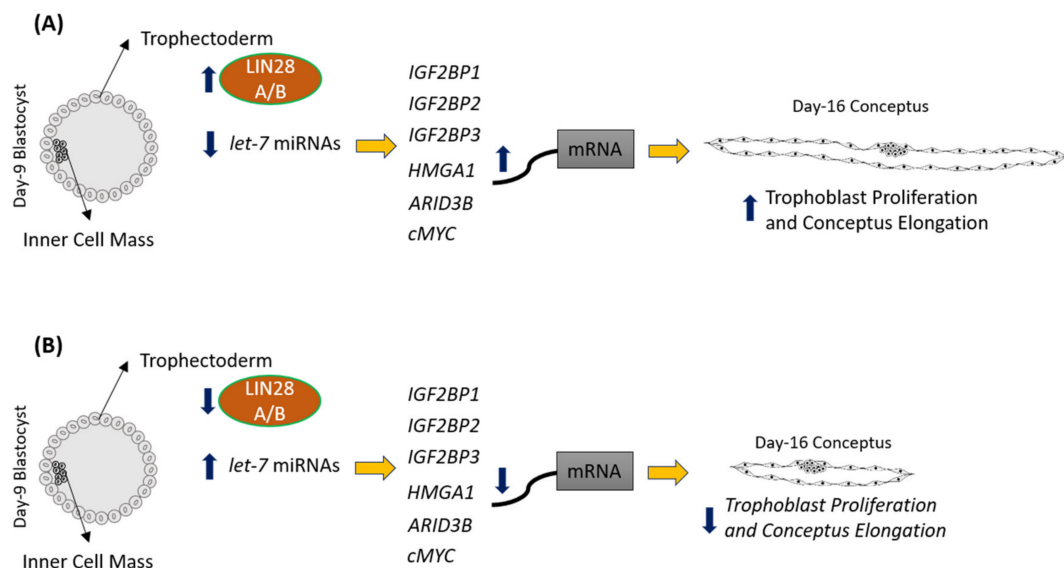 (A)
Trophectoderm
Day-9 Blastocyst
Inner Cell Mass
LIN28
A/B
let-7 miRNAs
IGF2BP1
IGF2BP2
IGF2BP3
HMGA1
ARID3B
cMYC
mRNA
Day-16 Conceptus
Trophoblast Proliferation
and Conceptus Elongation
(B)
Trophectoderm
Day-9 Blastocyst
Inner Cell Mass
LIN28
A/B
let-7 miRNAs
IGF2BP1
IGF2BP2
IGF2BP3
HMGA1
ARID3B
cMYC
mRNA
Day-16 Conceptus
Trophoblast Proliferation
and Conceptus Elongation